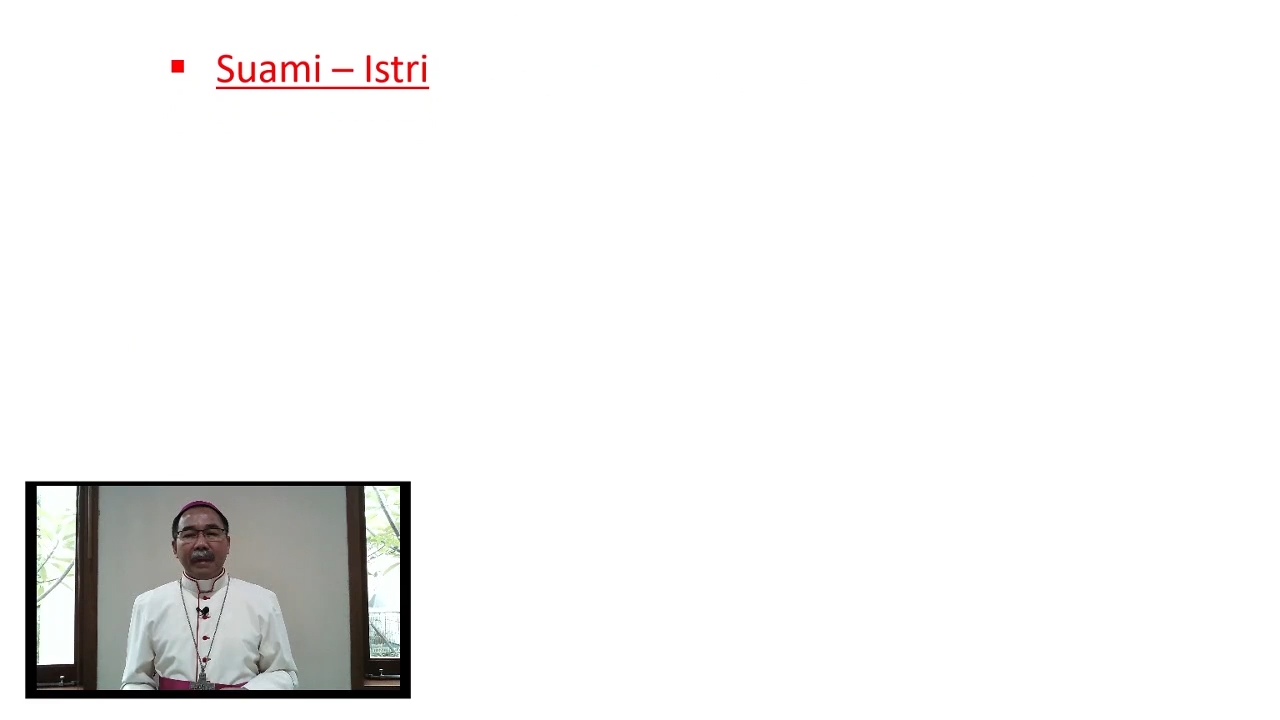 ▪ Suami – Istri